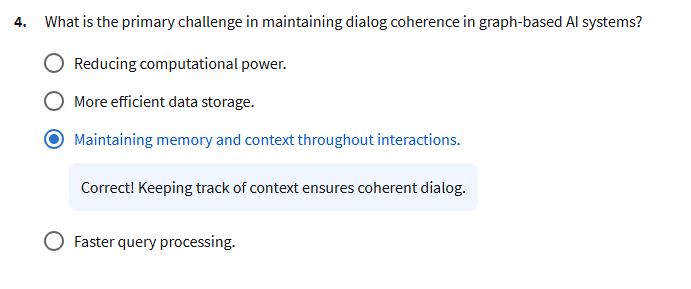 4. What is the primary challenge in maintaining dialog coherence in graph-based AI systems?
Reducing computational power.
More efficient data storage.
Maintaining memory and context throughout interactions.
Correct! Keeping track of context ensures coherent dialog.
Faster query processing.